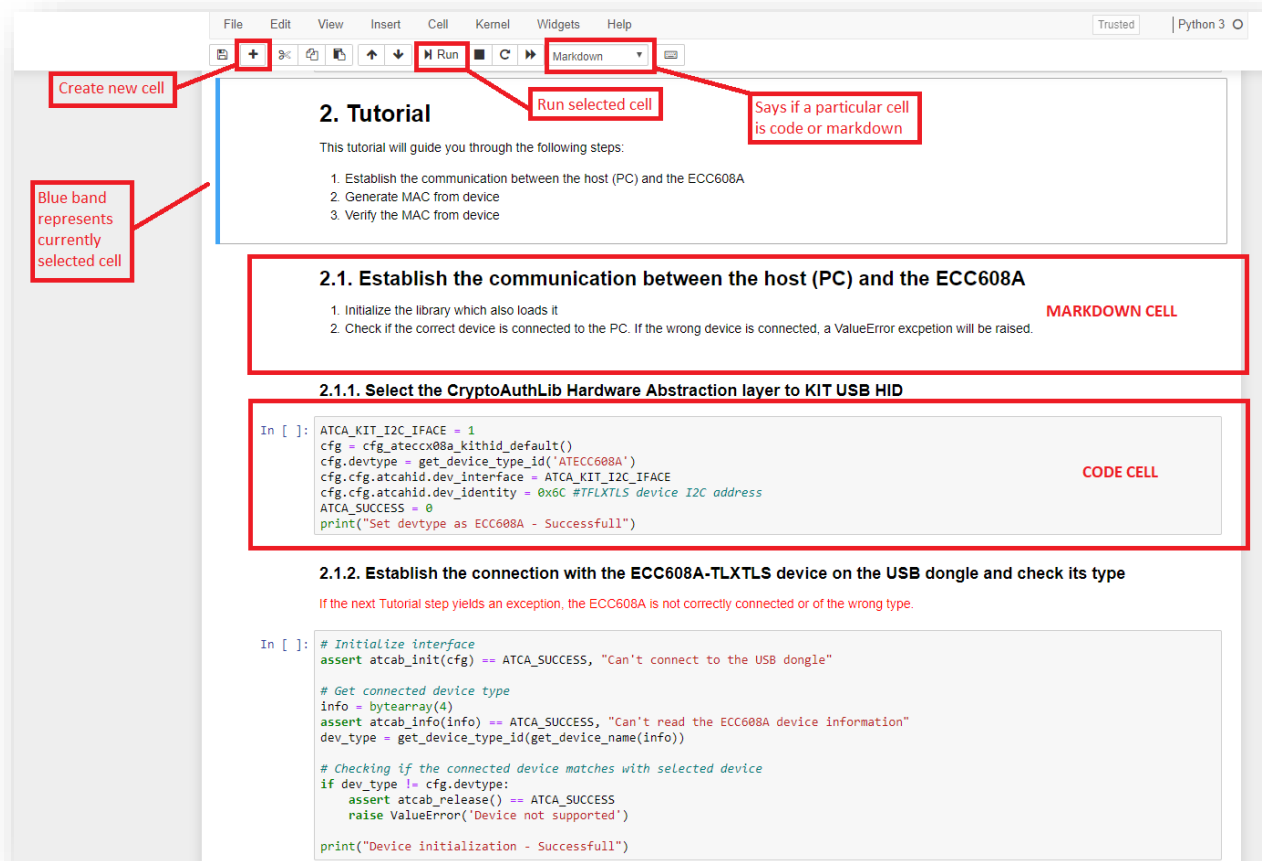 File Edit View Insert Cell Kernel Widgets Help Trusted Python 3
Run Markdown
Create new cell
Run selected cell
Says if a particular cell
is code or markdown
2. Tutorial
This tutorial will guide you through the following steps:
1. Establish the communication between the host (PC) and the ECC608A
2. Generate MAC from device
3. Verify the MAC from device
Blue band
represents
currently
selected cell
2.1. Establish the communication between the host (PC) and the ECC608A
1. Initialize the library which also loads it
2. Check if the correct device is connected to the PC. If the wrong device is connected, a ValueError excpetion will be raised.
MARKDOWN CELL
2.1.1. Select the CryptoAuthLib Hardware Abstraction layer to KIT USB HID
In [ ]: ATCA_KIT_I2C_IFACE = 1
cfg = cfg_ateccx08a_kithid_default()
cfg.devtype = get_device_type_id('ATECC608A')
cfg.cfg.atcahid.dev_interface = ATCA_KIT_I2C_IFACE
cfg.cfg.atcahid.dev_identity = 0x6C #TFLXTLS device I2C address
ATCA_SUCCESS = 0
print("Set devtype as ECC608A - Successfull")
CODE CELL
2.1.2. Establish the connection with the ECC608A-TLXTLS device on the USB dongle and check its type
If the next Tutorial step yields an exception, the ECC608A is not correctly connected or of the wrong type.
In [ ]: # Initialize interface
assert atcab_init(cfg) == ATCA_SUCCESS, "Can't connect to the USB dongle"
# Get connected device type
info = bytearray(4)
assert atcab_info(info) == ATCA_SUCCESS, "Can't read the ECC608A device information"
dev_type = get_device_type_id(get_device_name(info))
# Checking if the connected device matches with selected device
if dev_type != cfg.devtype:
    assert atcab_release() == ATCA_SUCCESS
    raise ValueError('Device not supported')
print("Device initialization - Successfull")